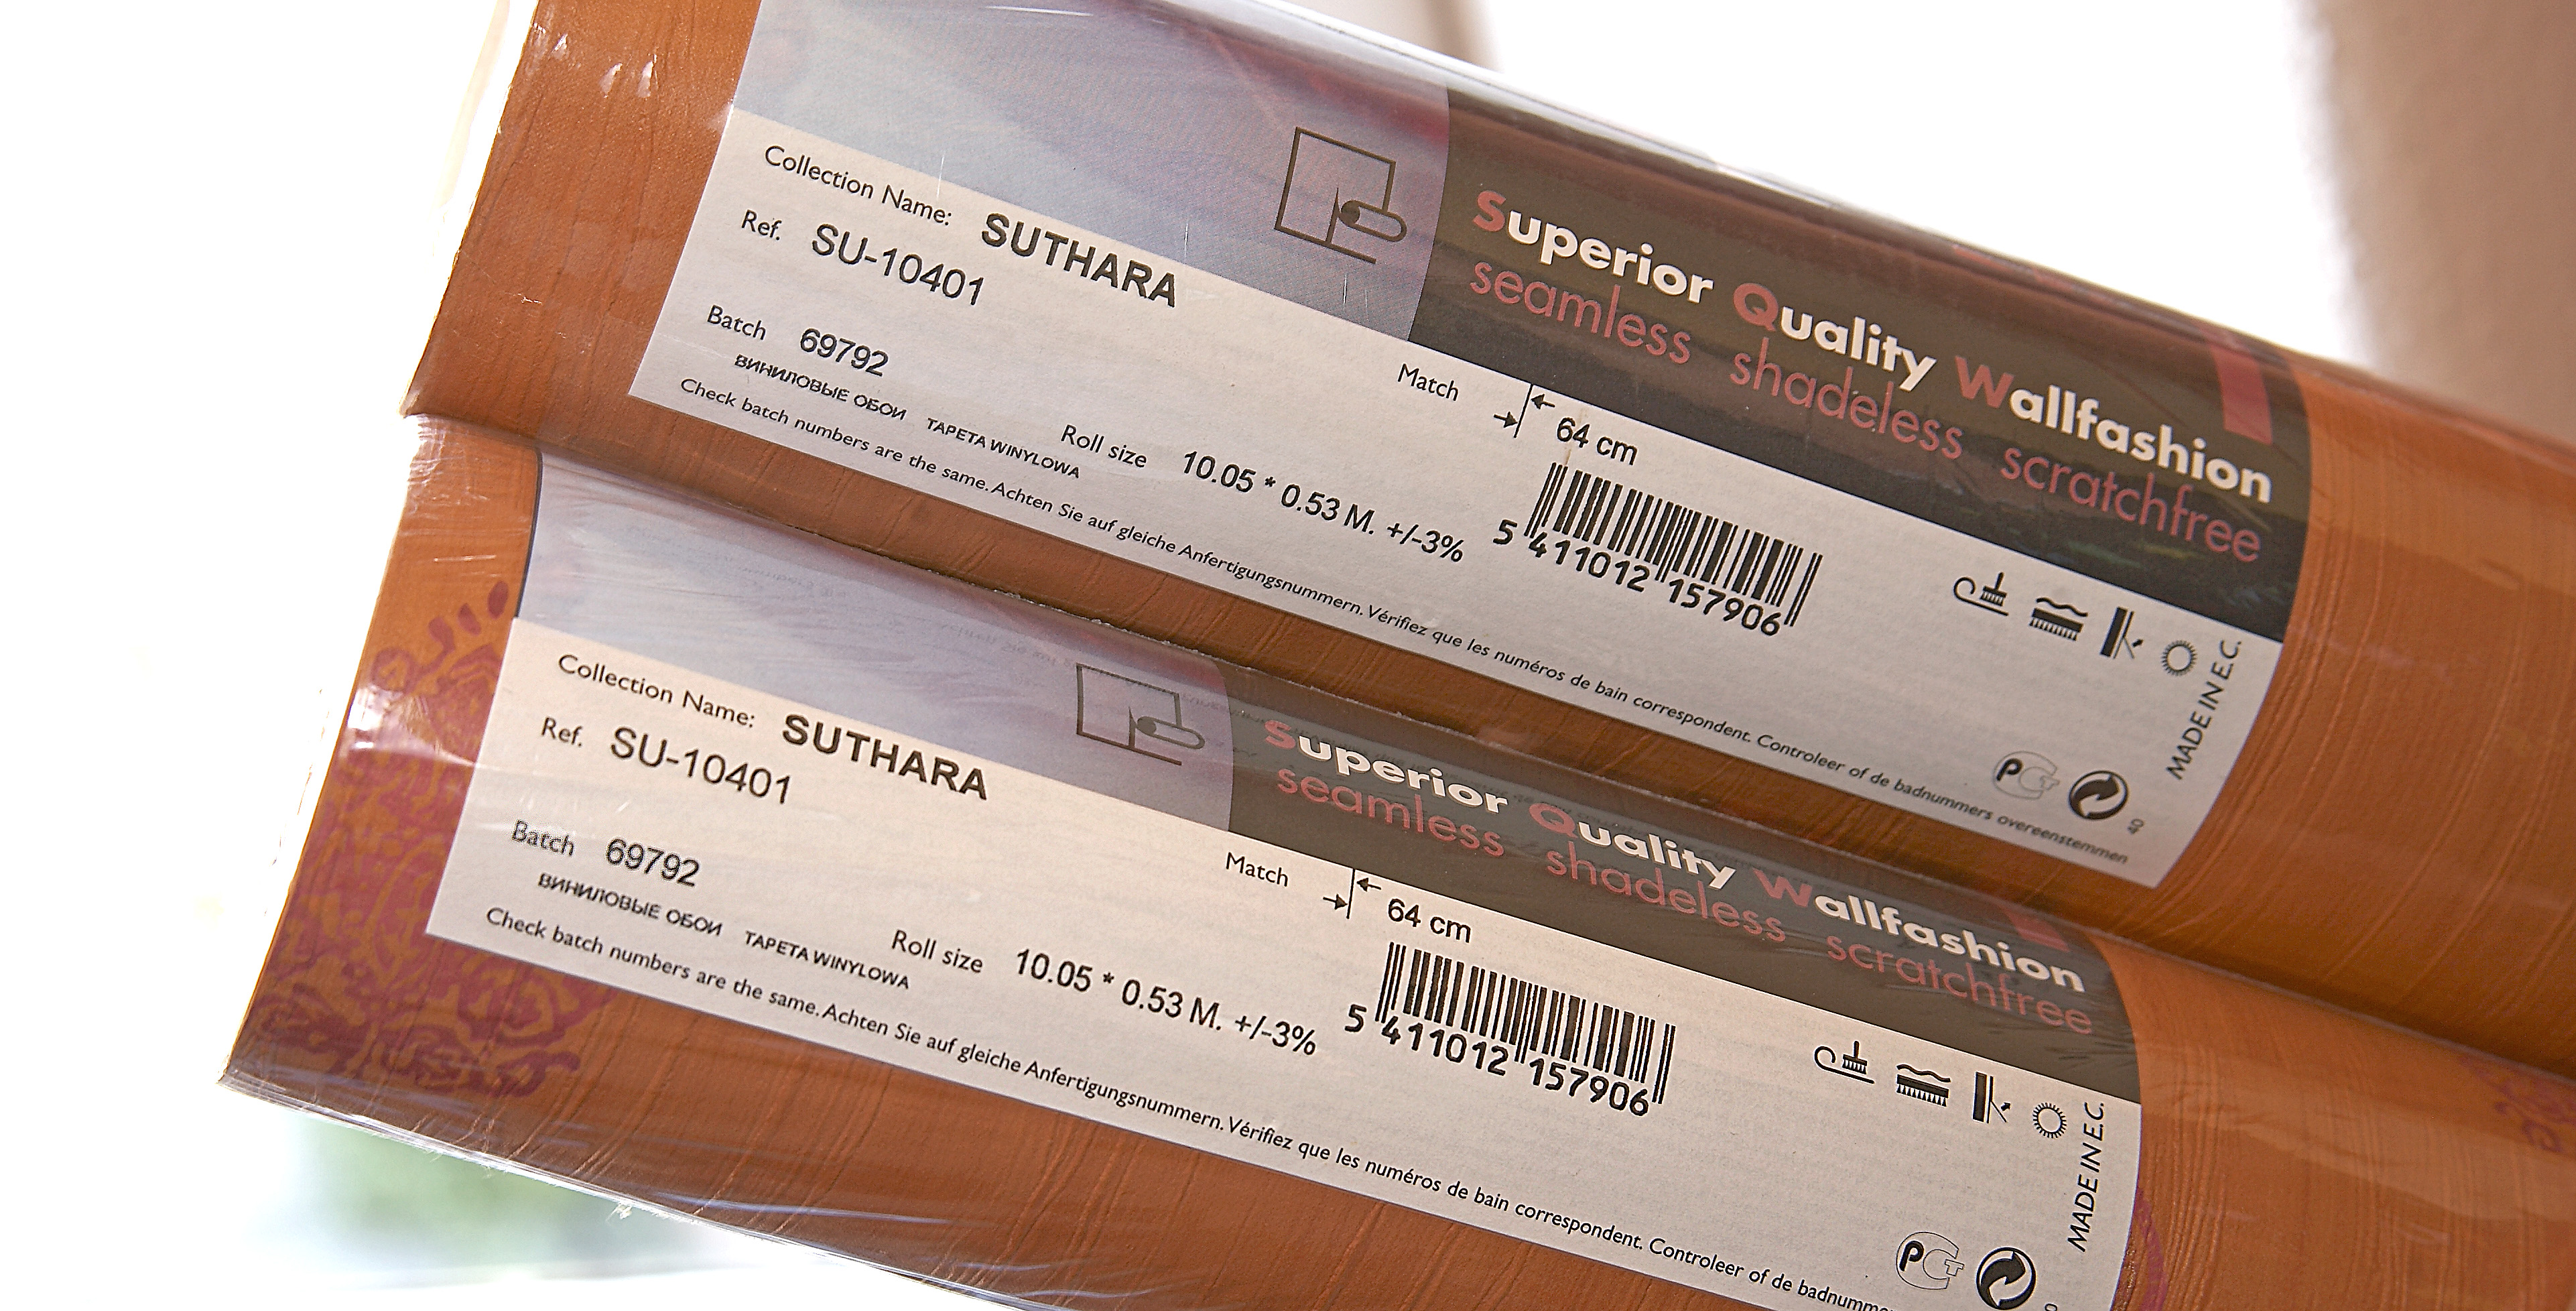 Superior Quality Wallfashion
seamless shadeless scratchfree
Collection Name: SUTHARA
Ref. SU-10401
Match 64 cm
Batch 69792
ВИНИЛОВЫЕ ОБОИ TAPETA WINYLOWA
Roll size 10.05 * 0.53 M. +/-3%
5 411012 157906
Check batch numbers are the same. Achten Sie auf gleiche Anfertigungsnummern. Vérifiez que les numéros de bain correspondent. Controleer of de badnummers overeenstemmen
MADE IN E.C.
40
Superior Quality Wallfashion
seamless shadeless scratchfree
Collection Name: SUTHARA
Ref. SU-10401
Match 64 cm
Batch 69792
ВИНИЛОВЫЕ ОБОИ TAPETA WINYLOWA
Roll size 10.05 * 0.53 M. +/-3%
5 411012 157906
Check batch numbers are the same. Achten Sie auf gleiche Anfertigungsnummern. Vérifiez que les numéros de bain correspondent. Controleer of de
MADE IN E.C.